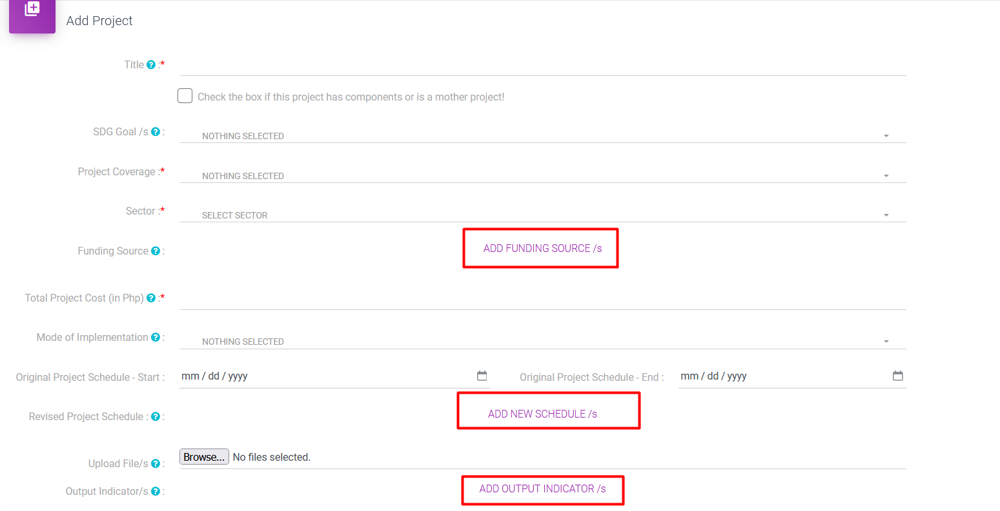 Add Project
Title ? :*
Check the box if this project has components or is a mother project!
SDG Goal /s ? :
NOTHING SELECTED
Project Coverage :*
NOTHING SELECTED
Sector :*
SELECT SECTOR
Funding Source ? :
ADD FUNDING SOURCE /s
Total Project Cost (in Php) ? :*
Mode of Implementation ? :
NOTHING SELECTED
Original Project Schedule - Start : mm / dd / yyyy Original Project Schedule - End : mm / dd / yyyy
Revised Project Schedule : ? :
ADD NEW SCHEDULE /s
Upload File/s ? :
Browse... No files selected.
Output Indicator/s ? :
ADD OUTPUT INDICATOR /s